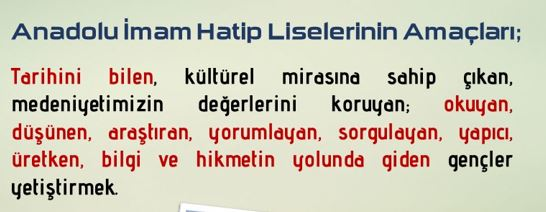 Anadolu İmam Hatip Liselerinin Amaçları;
Tarihini bilen, kültürel mirasına sahip çıkan,
medeniyetimizin değerlerini koruyan; okuyan,
düşünen, araştıran, yorumlayan, sorgulayan, yapıcı,
üretken, bilgi ve hikmetin yolunda giden gençler
yetiştirmek.